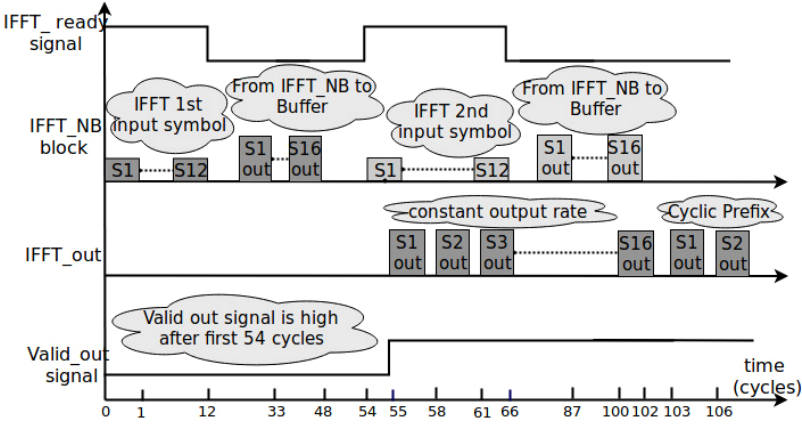 IFFT_ ready
signal
IFFT 1st
input symbol
From IFFT_NB to
Buffer
IFFT 2nd
input symbol
From IFFT_NB to
Buffer
IFFT_NB
block
S1
S12
S1
out
S16
out
S1
S12
S1
out
S16
out
constant output rate
Cyclic Prefix
IFFT_out
S1
out
S2
out
S3
out
S16
out
S1
out
S2
out
Valid out signal is high
after first 54 cycles
Valid_out
signal
time
(cycles)
0 1 12 33 48 54 55 58 61 66 87 100 102 103 106